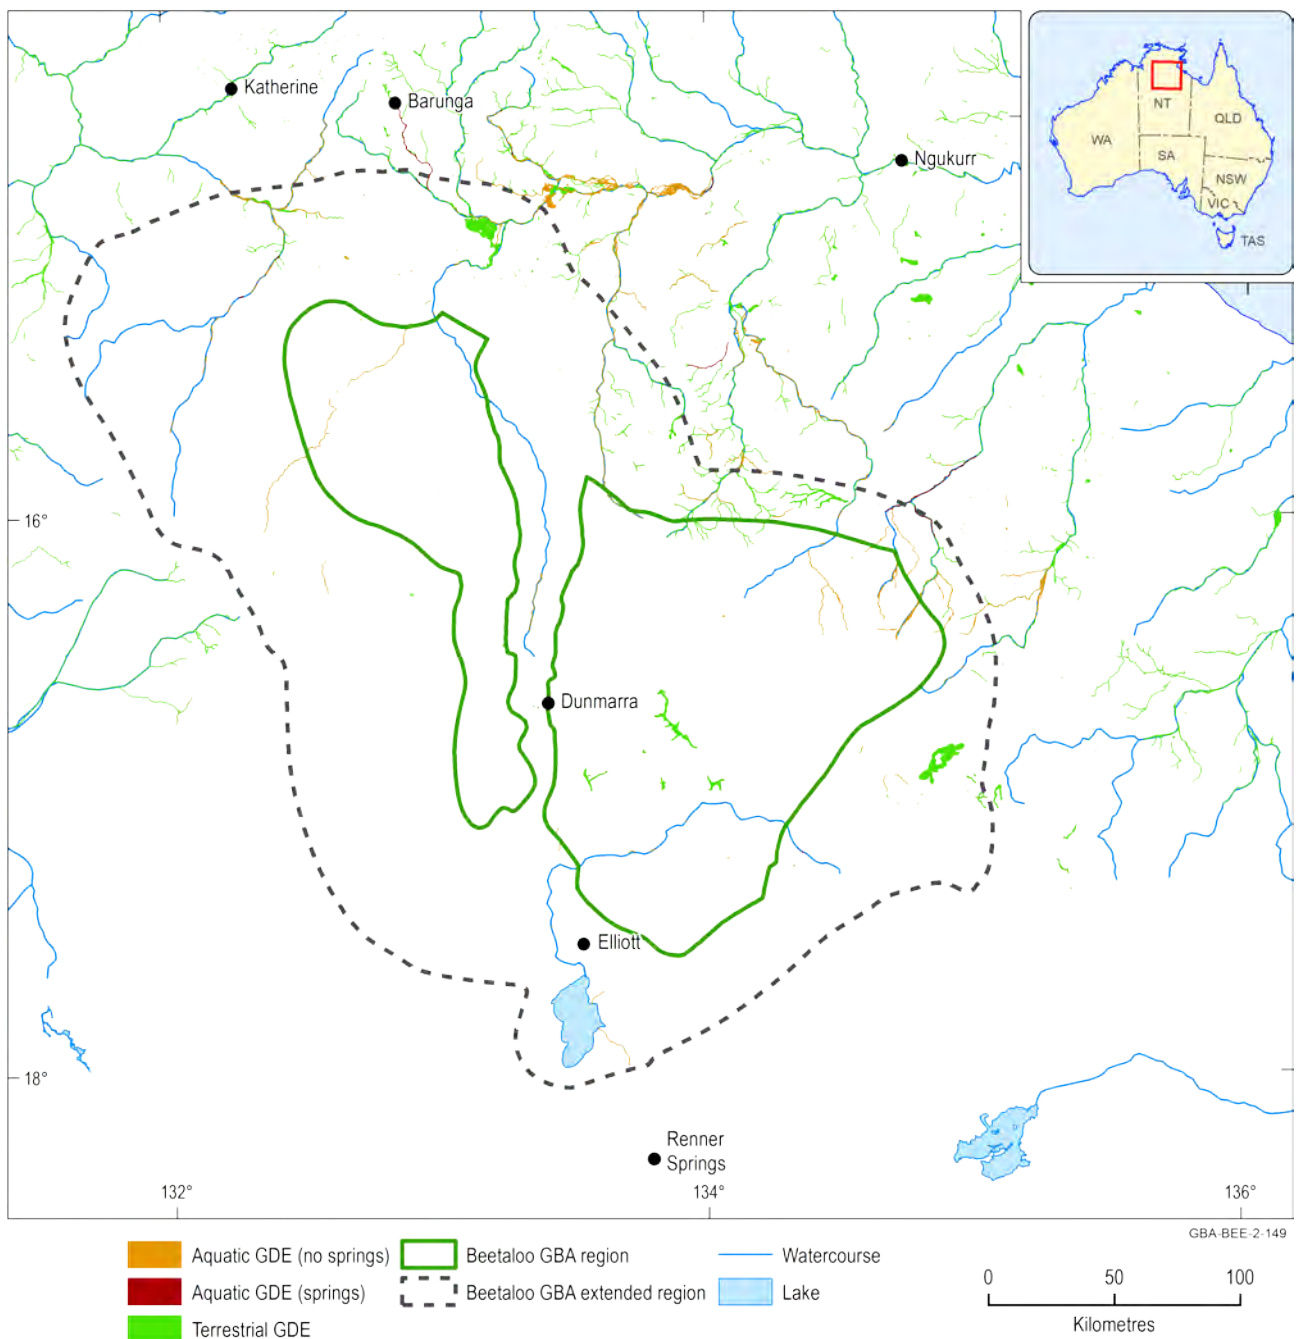 Katherine
Barunga
Ngukurr
NT
QLD
WA
SA
NSW
VIC
TAS
16°
Dunmarra
Elliott
18°
Renner
Springs
132°
134°
136°
GBA-BEE-2-149
Aquatic GDE (no springs)
Beetaloo GBA region
Watercourse
Aquatic GDE (springs)
Beetaloo GBA extended region
Lake
Terrestrial GDE
0 50 100
Kilometres